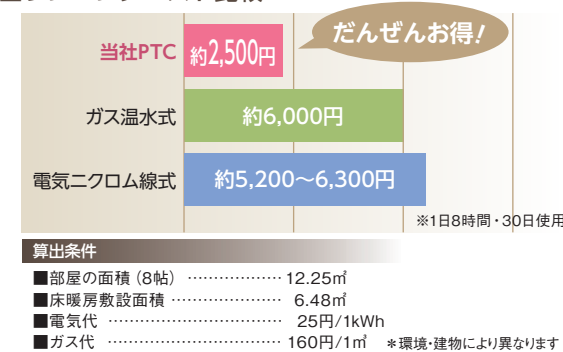 だんぜんお得!
当社PTC 約2,500円
ガス温水式 約6,000円
電気ニクロム線式 約5,200〜6,300円
※1日8時間・30日使用
算出条件
■部屋の面積（8帖） ……………… 12.25㎡
■床暖房敷設面積 ………………… 6.48㎡
■電気代 …………………………… 25円/1kWh
■ガス代 …………………………… 160円/1㎥ ＊環境・建物により異なります